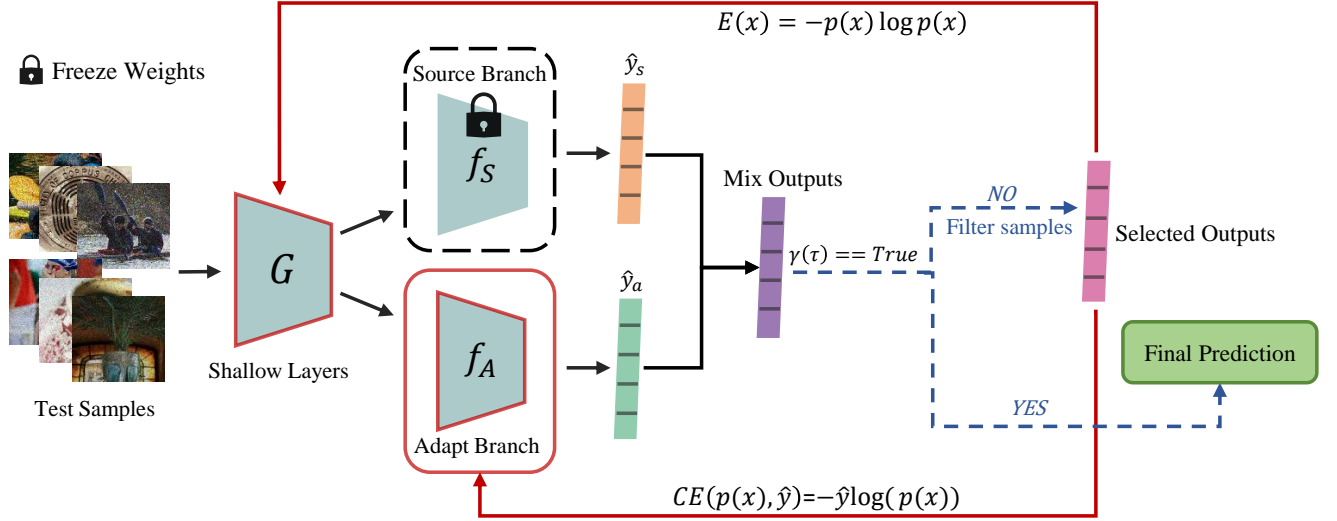 E(x) = −p(x) log p(x)
Freeze Weights
Source Branch
ŷ_s
f_S
Mix Outputs
NO
γ(τ) == True
Filter samples
Selected Outputs
G
ŷ_a
Shallow Layers
f_A
Final Prediction
Test Samples
YES
Adapt Branch
CE(p(x), ŷ)=−ŷlog( p(x))